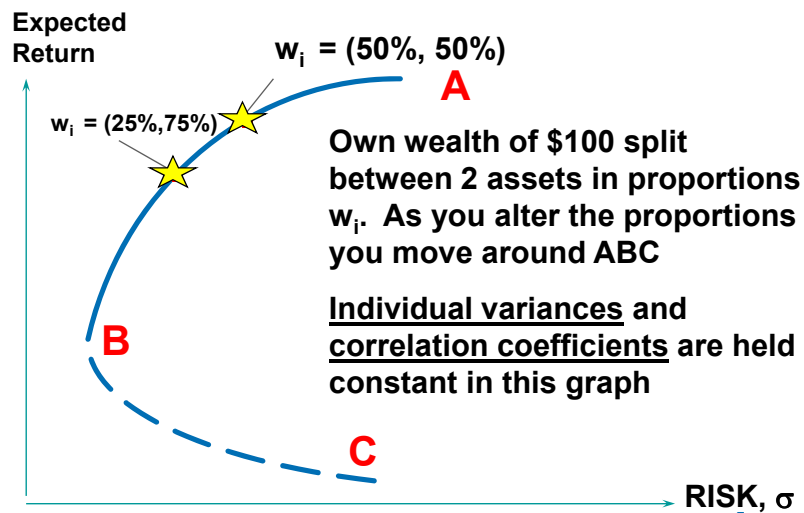 Expected
Return
wi = (50%, 50%)
A
wi = (25%,75%)
Own wealth of $100 split
between 2 assets in proportions
wi. As you alter the proportions
you move around ABC
Individual variances and
correlation coefficients are held
constant in this graph
B
C
RISK, σ